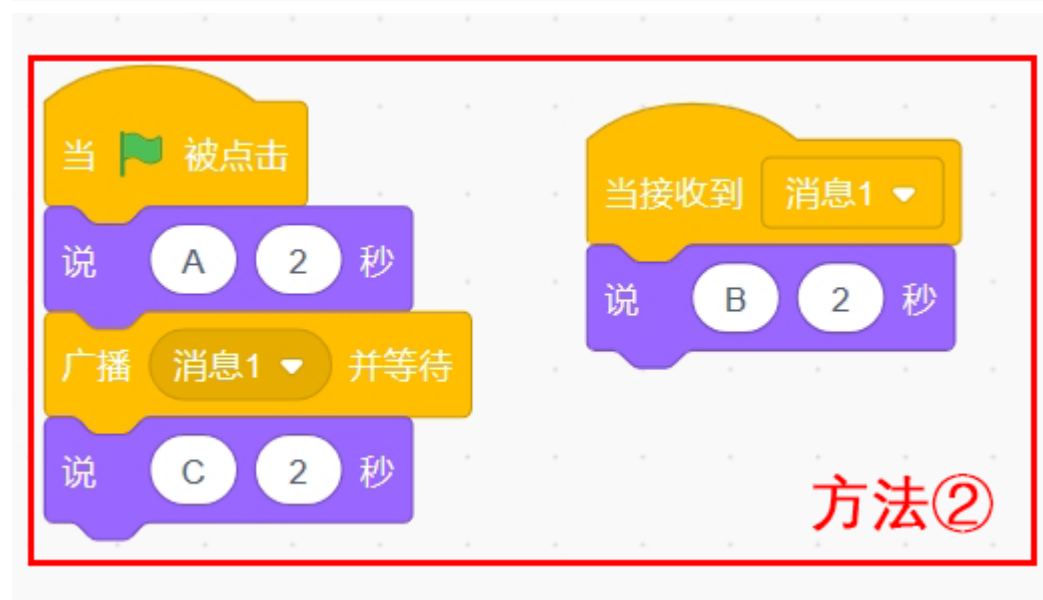 当 被点击
说 A 2 秒
广播 消息1 并等待
说 C 2 秒
当接收到 消息1
说 B 2 秒
方法②